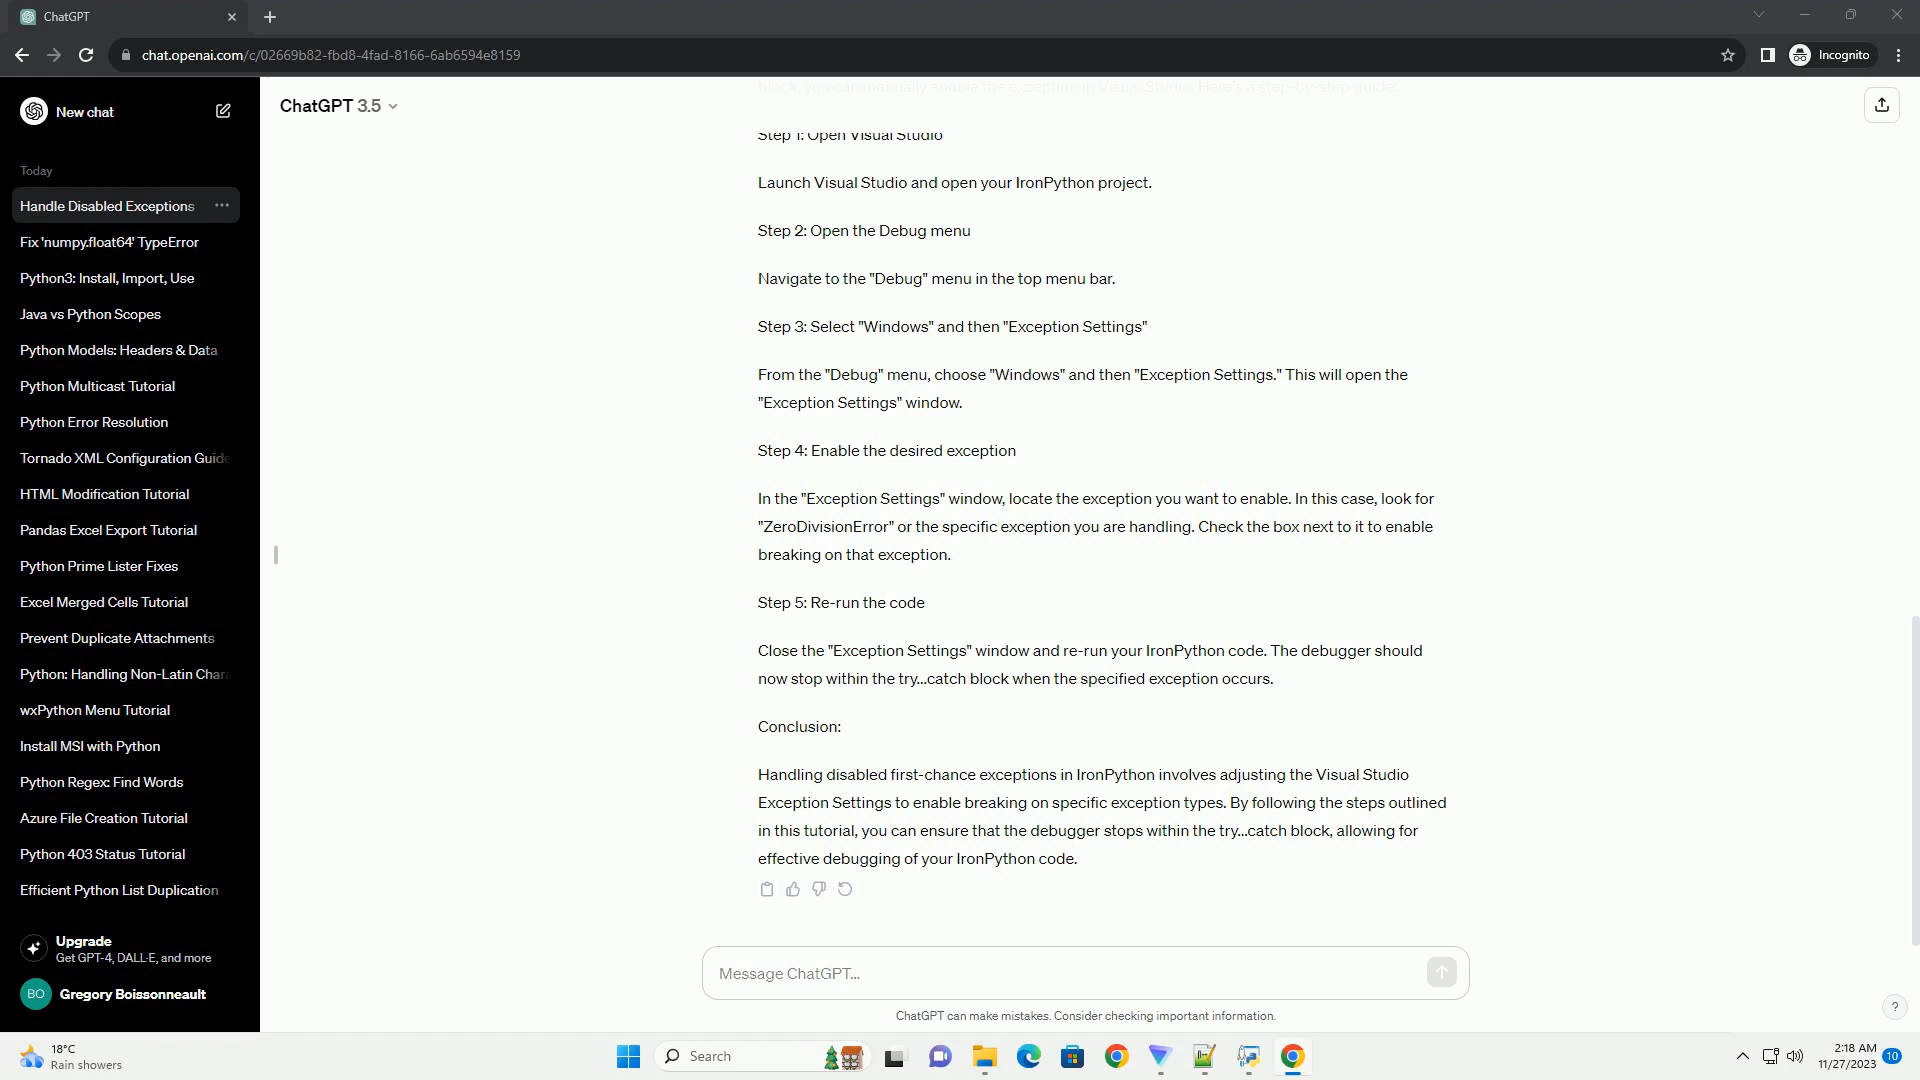 ChatGPT
chat.openai.com/c/02669b82-fbd8-4fad-8166-6ab6594e8159
Incognito
New chat
Today
Handle Disabled Exceptions
Fix 'numpy.float64' TypeError
Python3: Install, Import, Use
Java vs Python Scopes
Python Models: Headers & Data
Python Multicast Tutorial
Python Error Resolution
Tornado XML Configuration Guide
HTML Modification Tutorial
Pandas Excel Export Tutorial
Python Prime Lister Fixes
Excel Merged Cells Tutorial
Prevent Duplicate Attachments
Python: Handling Non-Latin Chara
wxPython Menu Tutorial
Install MSI with Python
Python Regex: Find Words
Azure File Creation Tutorial
Python 403 Status Tutorial
Efficient Python List Duplication
Upgrade
Get GPT-4, DALL·E, and more
BO
Gregory Boissonneault
ChatGPT 3.5
Step 1: Open Visual Studio
Launch Visual Studio and open your IronPython project.
Step 2: Open the Debug menu
Navigate to the "Debug" menu in the top menu bar.
Step 3: Select "Windows" and then "Exception Settings"
From the "Debug" menu, choose "Windows" and then "Exception Settings." This will open the
"Exception Settings" window.
Step 4: Enable the desired exception
In the "Exception Settings" window, locate the exception you want to enable. In this case, look for
"ZeroDivisionError" or the specific exception you are handling. Check the box next to it to enable
breaking on that exception.
Step 5: Re-run the code
Close the "Exception Settings" window and re-run your IronPython code. The debugger should
now stop within the try...catch block when the specified exception occurs.
Conclusion:
Handling disabled first-chance exceptions in IronPython involves adjusting the Visual Studio
Exception Settings to enable breaking on specific exception types. By following the steps outlined
in this tutorial, you can ensure that the debugger stops within the try...catch block, allowing for
effective debugging of your IronPython code.
Message ChatGPT...
ChatGPT can make mistakes. Consider checking important information.
?
18°C
Rain showers
Search
2:18 AM
11/27/2023
10